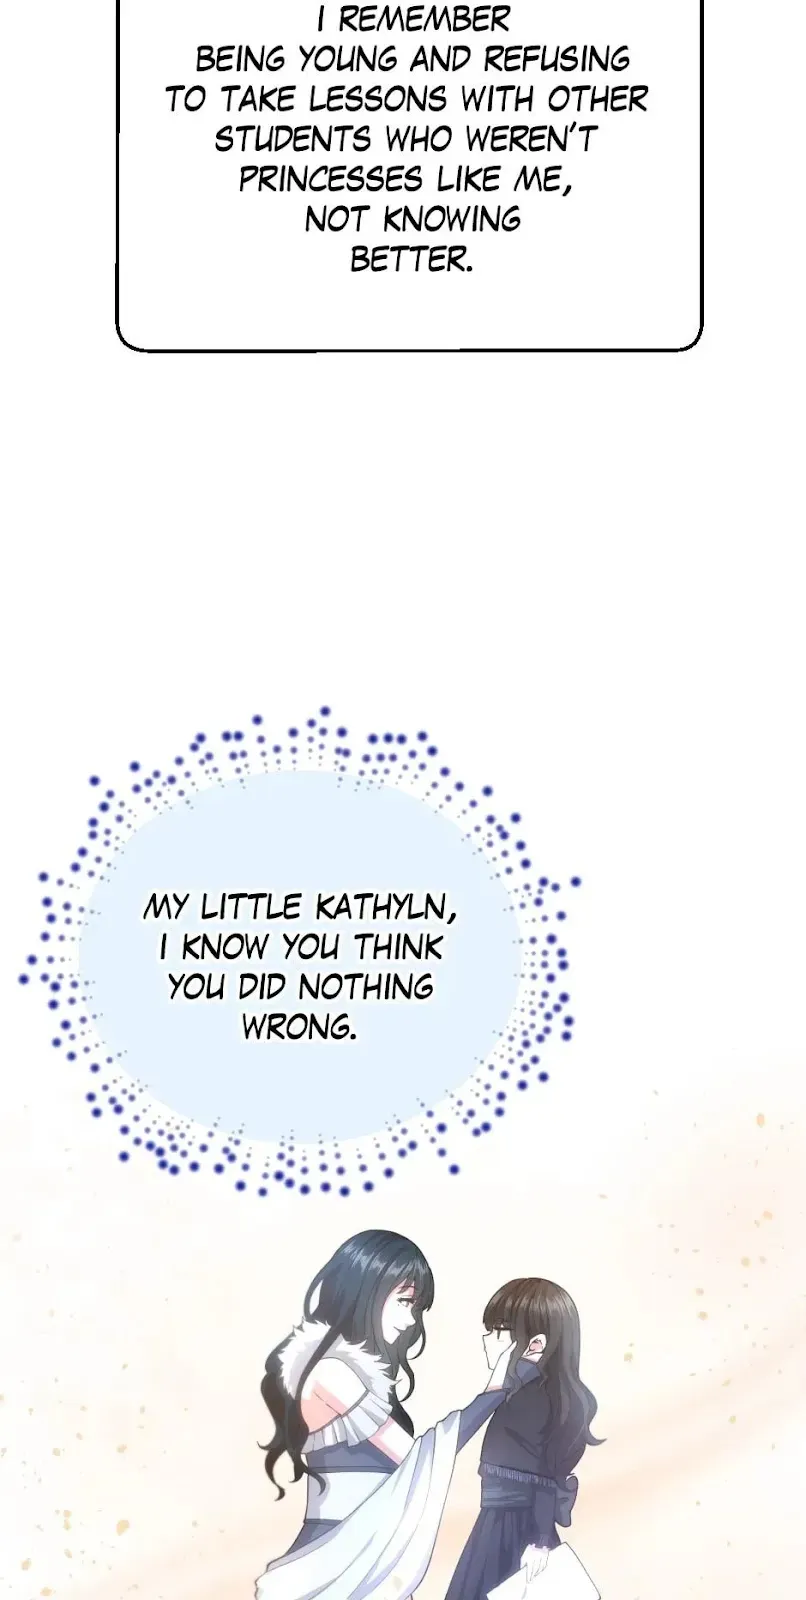 I REMEMBER
BEING YOUNG AND REFUSING
TO TAKE LESSONS WITH OTHER
STUDENTS WHO WEREN'T
PRINCESSES LIKE ME,
NOT KNOWING
BETTER.
MY LITTLE KATHYLN,
I KNOW YOU THINK
YOU DID NOTHING
WRONG.